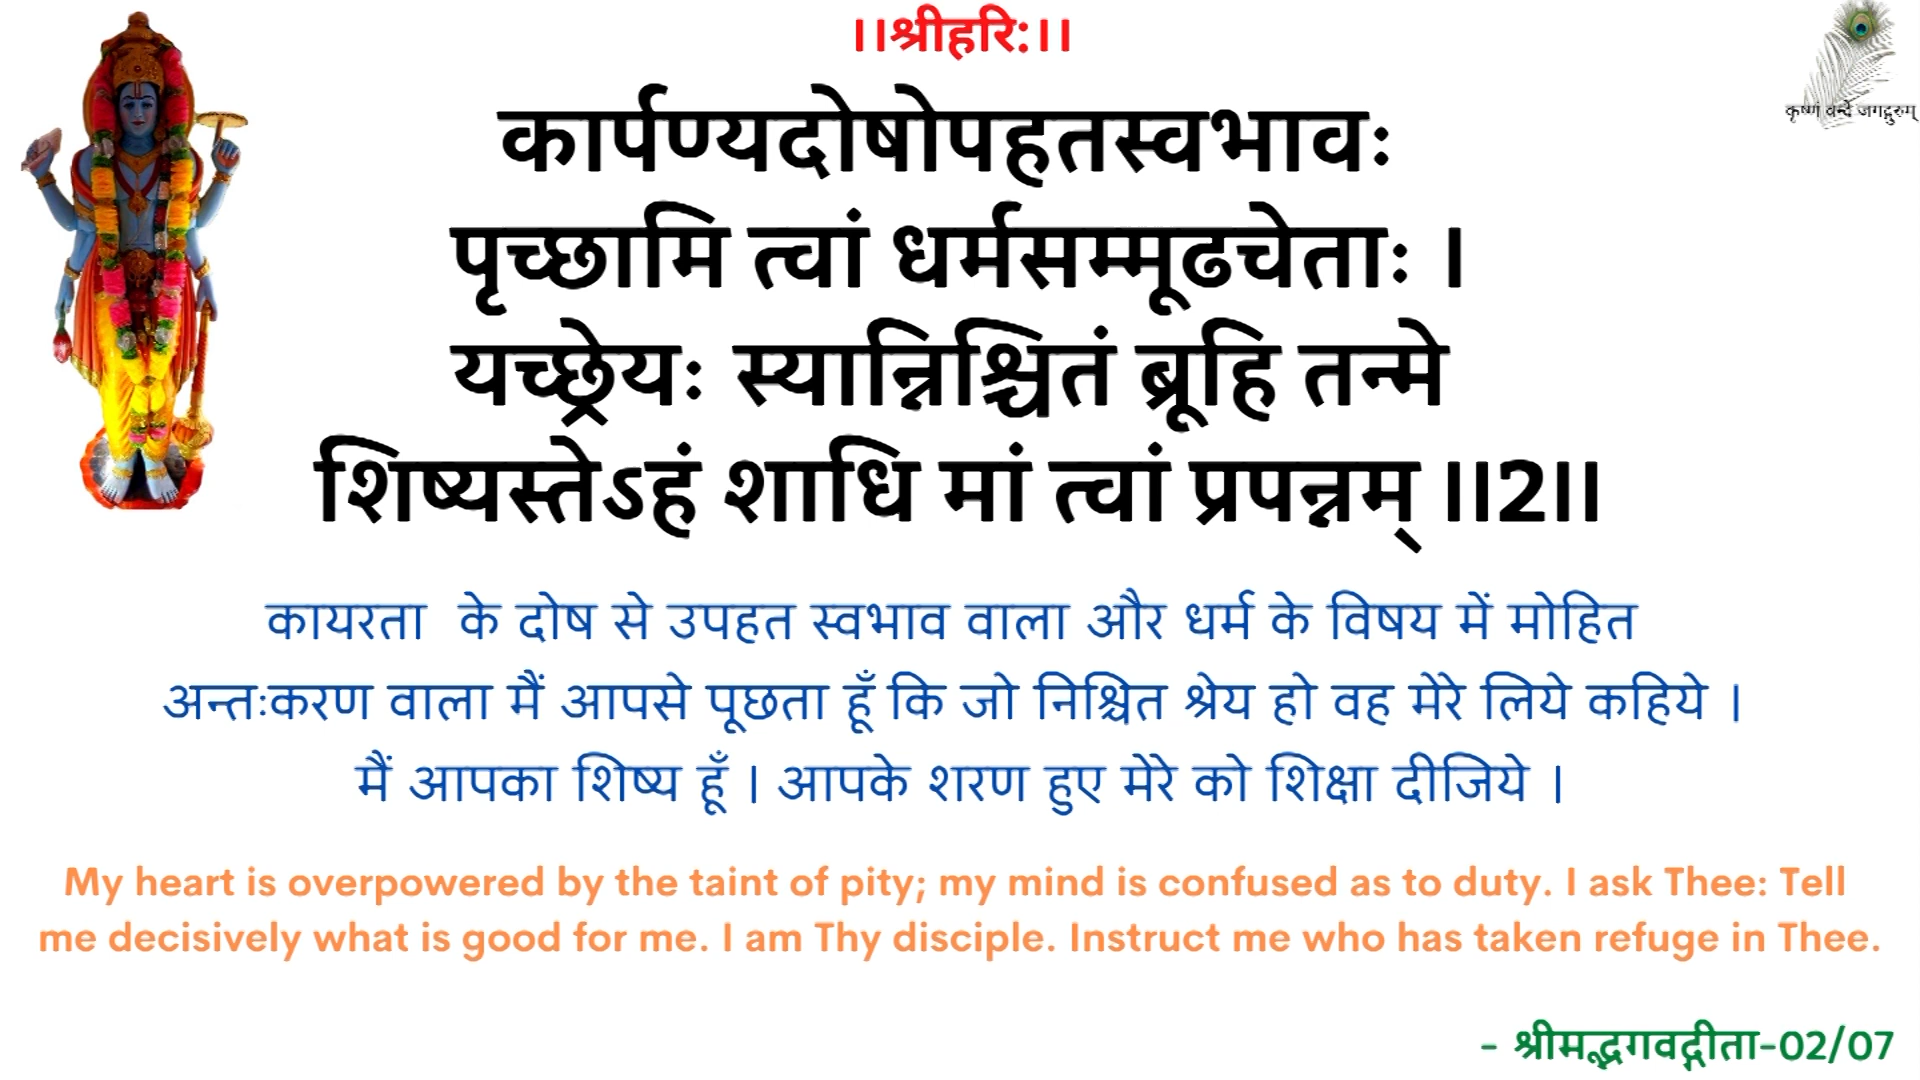 ।।श्रीहरि:।।
कृष्णं वन्दे जगद्गुरुम्
कार्पण्यदोषोपहतस्वभावः
पृच्छामि त्वां धर्मसम्मूढचेताः ।
यच्छ्रेयः स्यान्निश्चितं ब्रूहि तन्मे
शिष्यस्तेऽहं शाधि मां त्वां प्रपन्नम् ।।2।।
कायरता के दोष से उपहत स्वभाव वाला और धर्म के विषय में मोहित
अन्तःकरण वाला मैं आपसे पूछता हूँ कि जो निश्चित श्रेय हो वह मेरे लिये कहिये ।
मैं आपका शिष्य हूँ । आपके शरण हुए मेरे को शिक्षा दीजिये ।
My heart is overpowered by the taint of pity; my mind is confused as to duty. I ask Thee: Tell
me decisively what is good for me. I am Thy disciple. Instruct me who has taken refuge in Thee.
- श्रीमद्भगवद्गीता-02/07